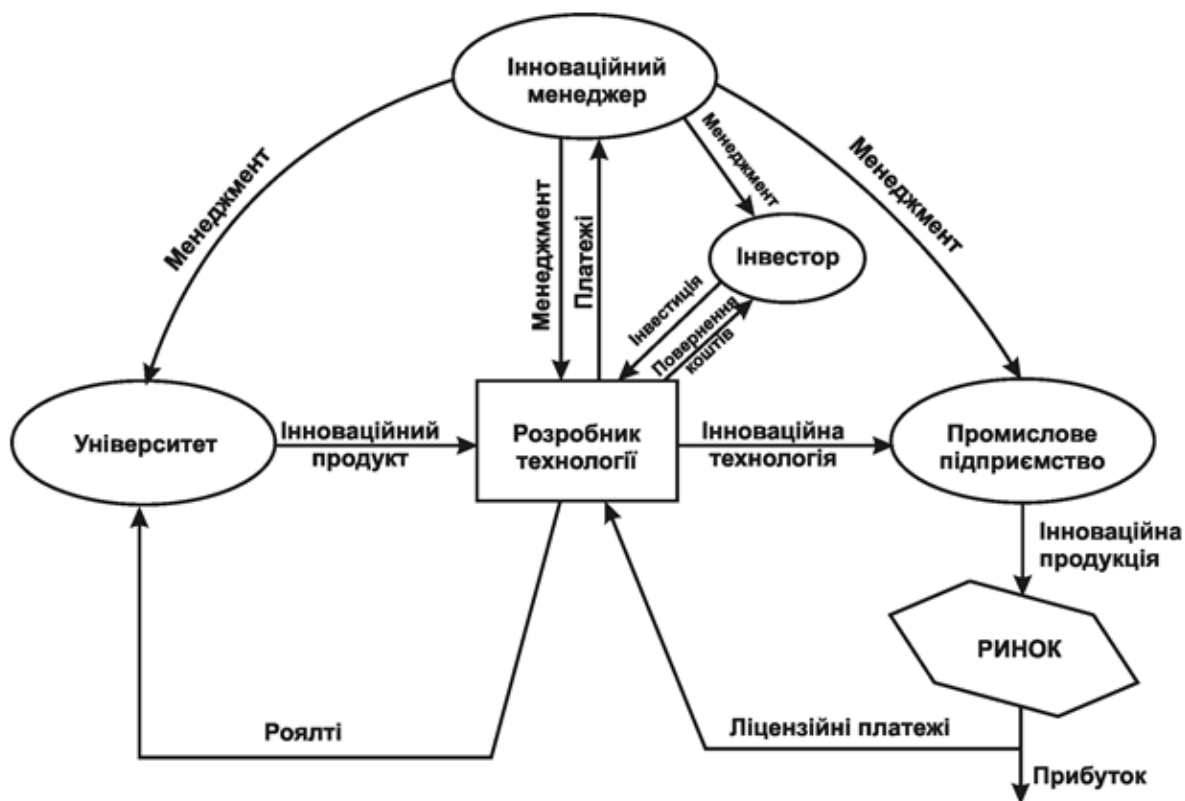 Інноваційний
менеджер
Менеджмент
Менеджмент
Платежі
Менеджмент
Менеджмент
Інвестор
Інвестиція
Повернення
коштів
Університет
Інноваційний
продукт
Розробник
технології
Інноваційна
технологія
Промислове
підприємство
Інноваційна
продукція
РИНОК
Роялті
Ліцензійні платежі
Прибуток